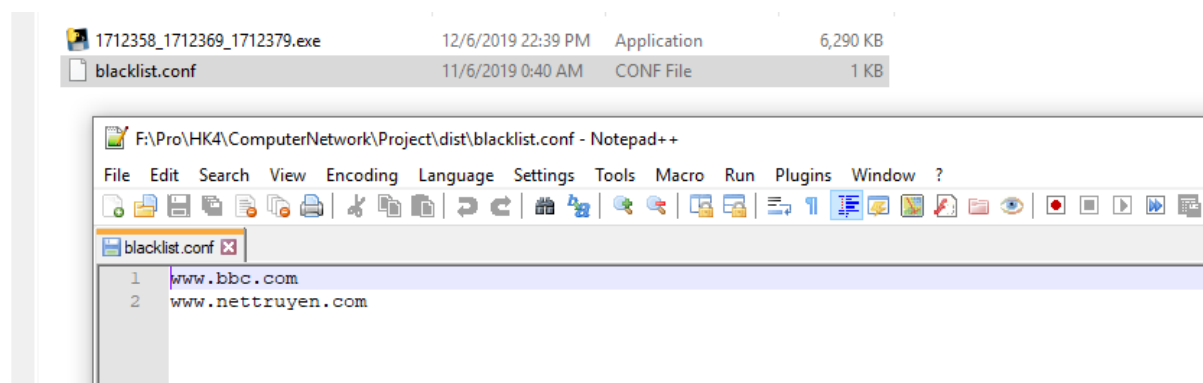 1712358_1712369_1712379.exe 12/6/2019 22:39 PM Application 6,290 KB
blacklist.conf 11/6/2019 0:40 AM CONF File 1 KB
F:\Pro\HK4\ComputerNetwork\Project\dist\blacklist.conf - Notepad++
File Edit Search View Encoding Language Settings Tools Macro Run Plugins Window ?
blacklist.conf
1 www.bbc.com
2 www.nettruyen.com